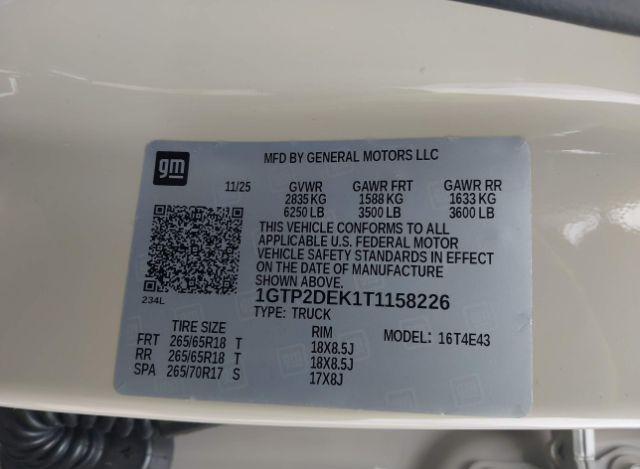 gm
MFD BY GENERAL MOTORS LLC
11/25 GVWR GAWR FRT GAWR RR
2835 KG 1588 KG 1633 KG
6250 LB 3500 LB 3600 LB
THIS VEHICLE CONFORMS TO ALL
APPLICABLE U.S. FEDERAL MOTOR
VEHICLE SAFETY STANDARDS IN EFFECT
ON THE DATE OF MANUFACTURE
SHOWN ABOVE.
234L
1GTP2DEK1T1158226
TYPE: TRUCK
TIRE SIZE RIM MODEL: 16T4E43
FRT 265/65R18 T 18X8.5J
RR 265/65R18 T 18X8.5J
SPA 265/70R17 S 17X8J